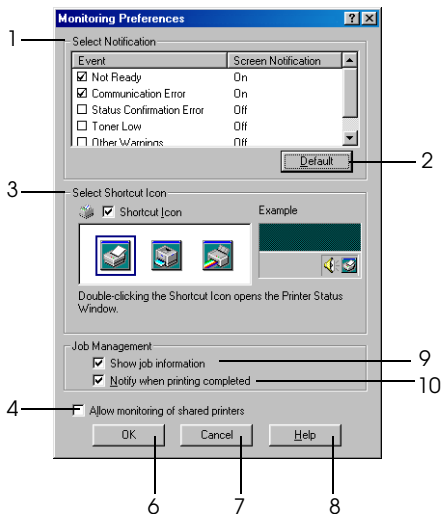 Monitoring Preferences
1
Select Notification
Event Screen Notification
Not Ready On
Communication Error On
Status Confirmation Error Off
Toner Low Off
Other Warnings Off
Default
2
3
Select Shortcut Icon
Shortcut Icon
Example
Double-clicking the Shortcut Icon opens the Printer Status
Window.
Job Management
Show job information
9
Notify when printing completed
10
4
Allow monitoring of shared printers
OK Cancel Help
6 7 8